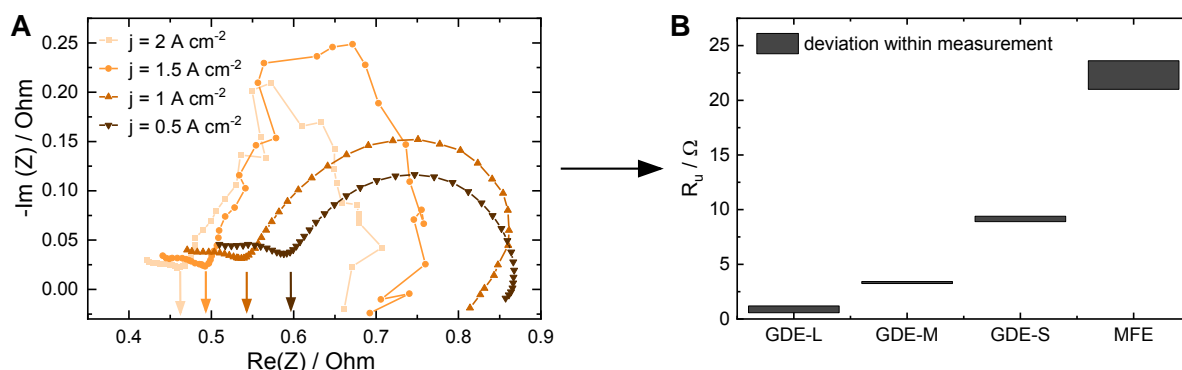 A
j = 2 A cm-2
j = 1.5 A cm-2
j = 1 A cm-2
j = 0.5 A cm-2
-Im (Z) / Ohm
0.25
0.20
0.15
0.10
0.05
0.00
0.4 0.5 0.6 0.7 0.8 0.9
Re(Z) / Ohm
B
deviation within measurement
R_u / Ω
25
20
15
10
5
0
GDE-L GDE-M GDE-S MFE